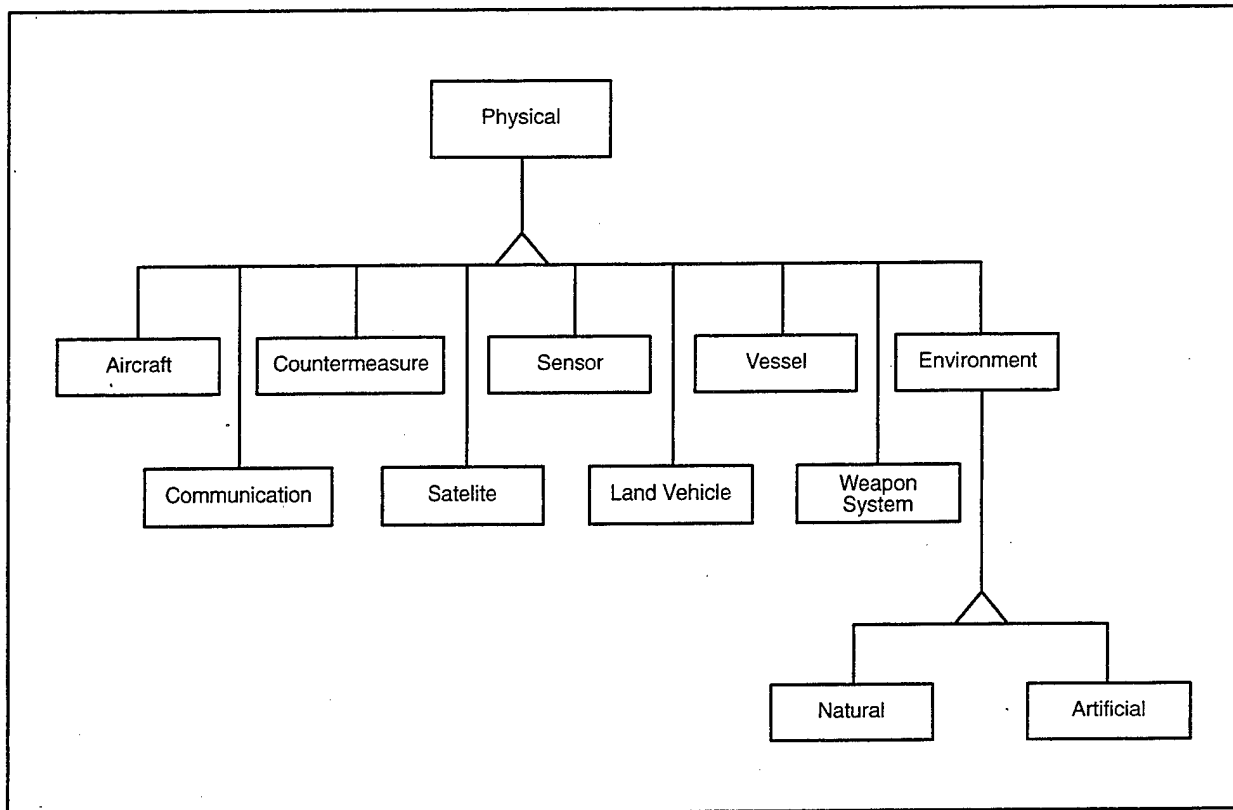 Physical
Aircraft
Countermeasure
Sensor
Vessel
Environment
Communication
Satelite
Land Vehicle
Weapon
System
Natural
Artificial